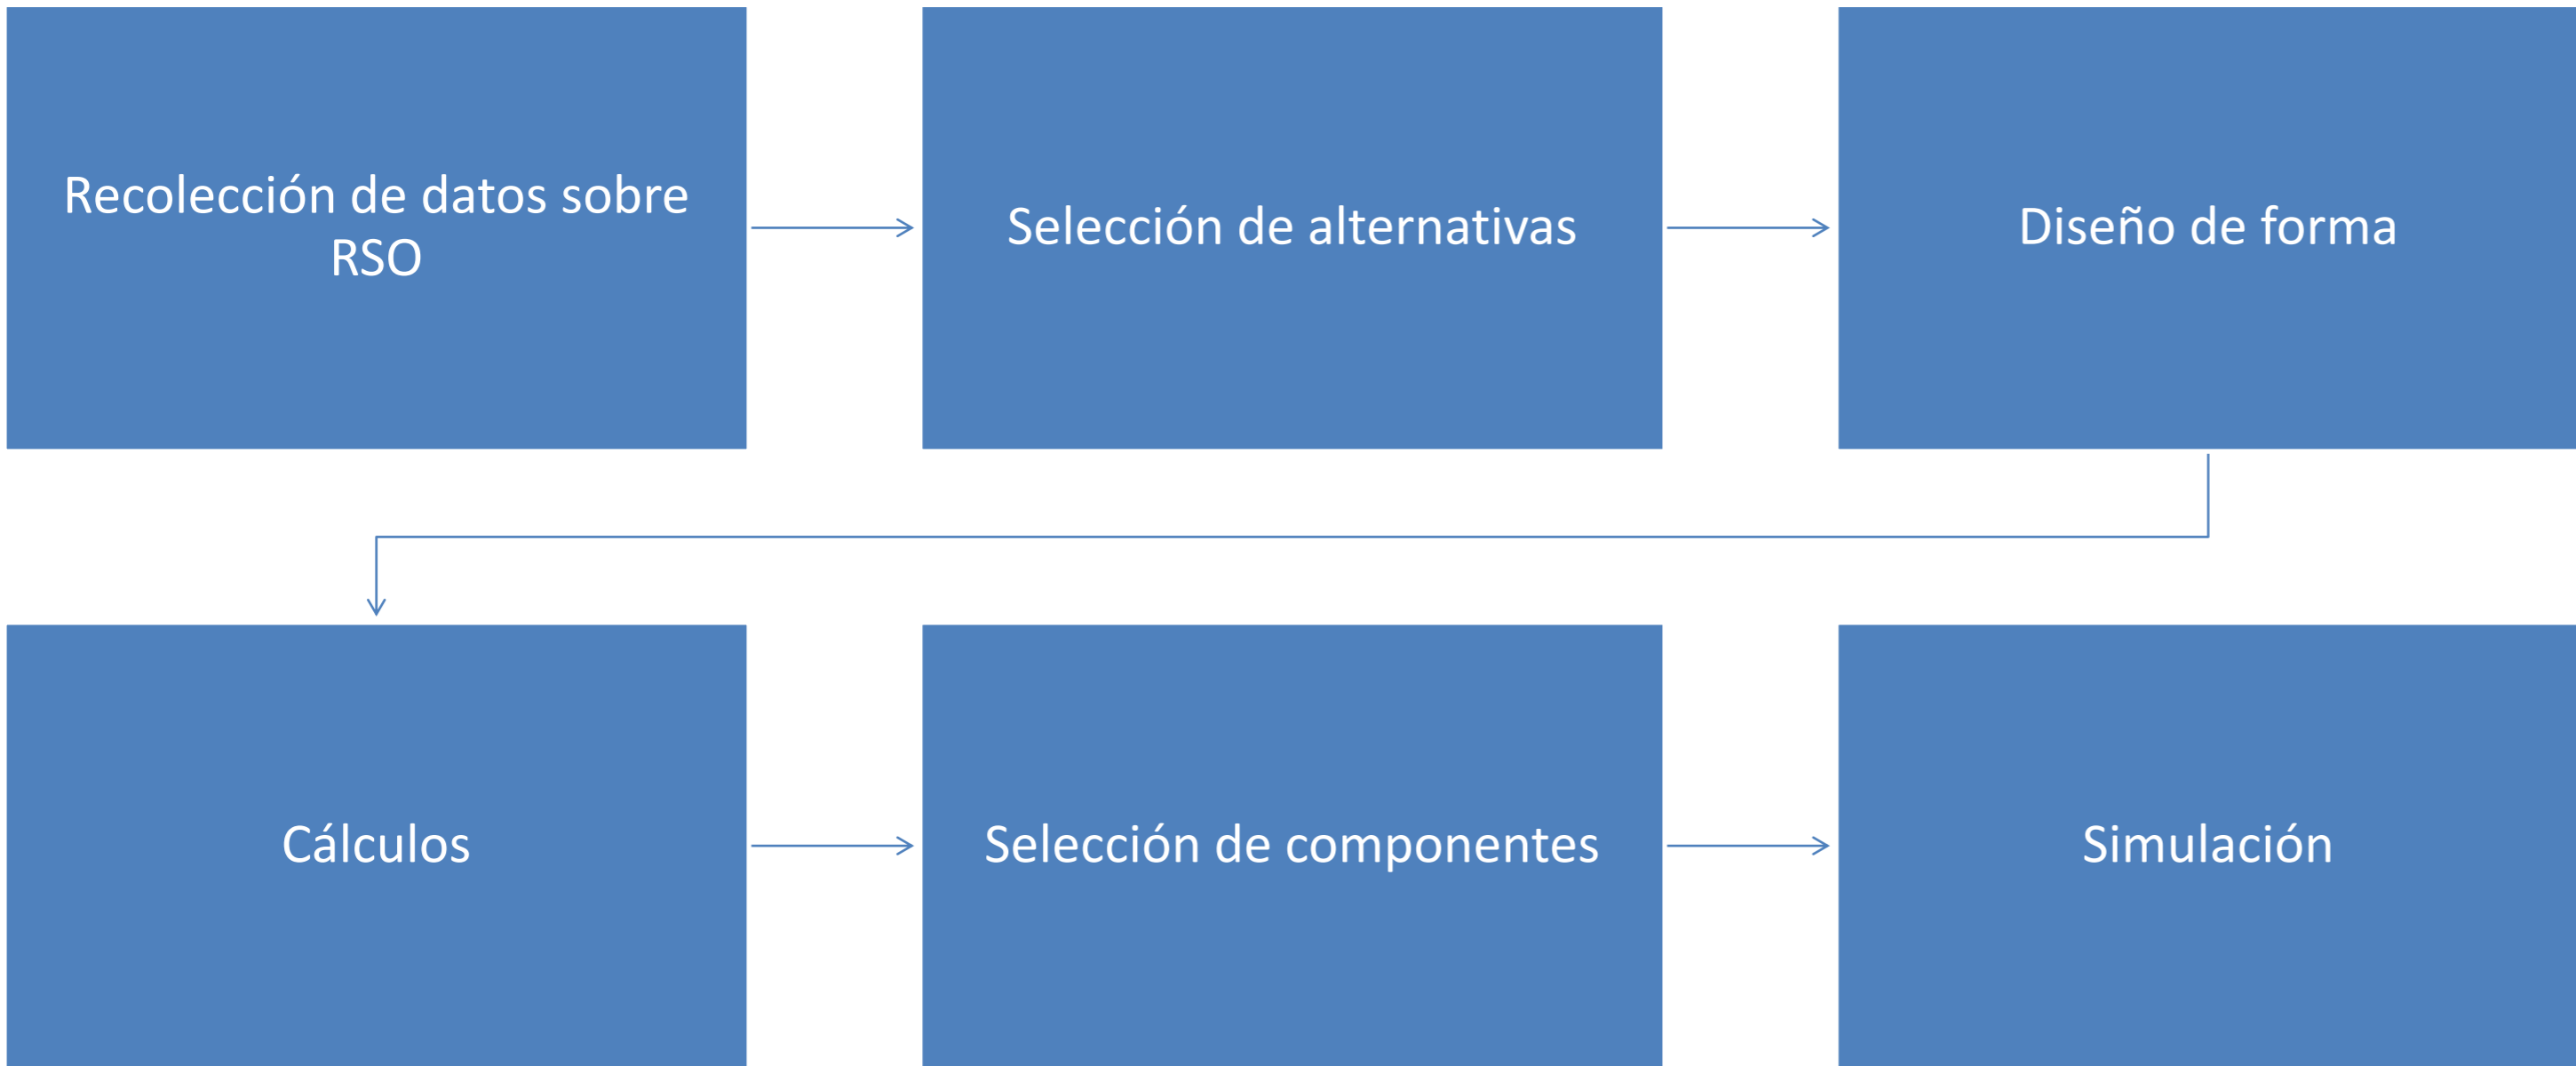 Recolección de datos sobre
RSO
Selección de alternativas
Diseño de forma
Cálculos
Selección de componentes
Simulación